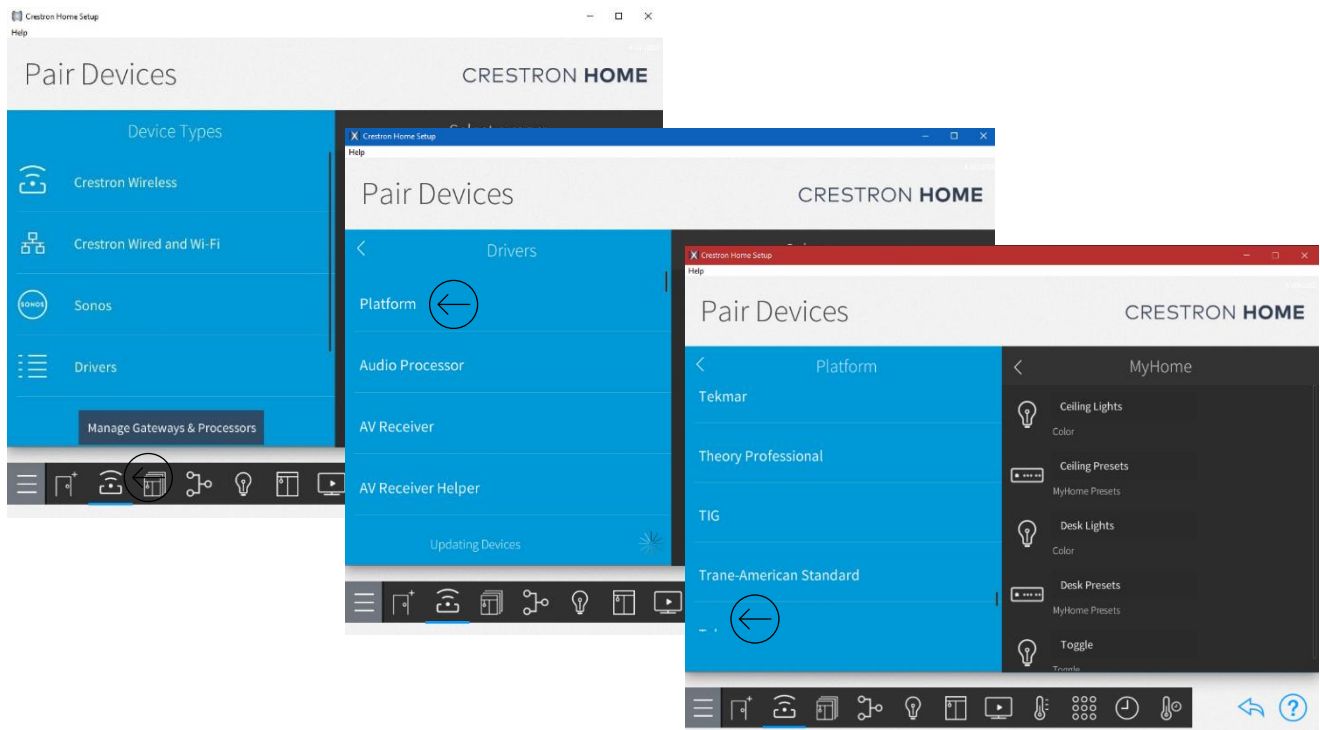 Crestron Home Setup
Help
Pair Devices
CRESTRON HOME
Device Types
Crestron Wireless
Crestron Wired and Wi-Fi
SONOS
Sonos
Drivers
Manage Gateways & Processors
Crestron Home Setup
Help
Pair Devices
CRESTRON HOME
Drivers
Platform
Audio Processor
AV Receiver
AV Receiver Helper
Updating Devices
Crestron Home Setup
Help
Pair Devices
CRESTRON HOME
Platform
Tekmar
Theory Professional
TIG
Trane-American Standard
MyHome
Ceiling Lights
Color
Ceiling Presets
MyHome Presets
Desk Lights
Color
Desk Presets
MyHome Presets
Toggle
Toggle
?